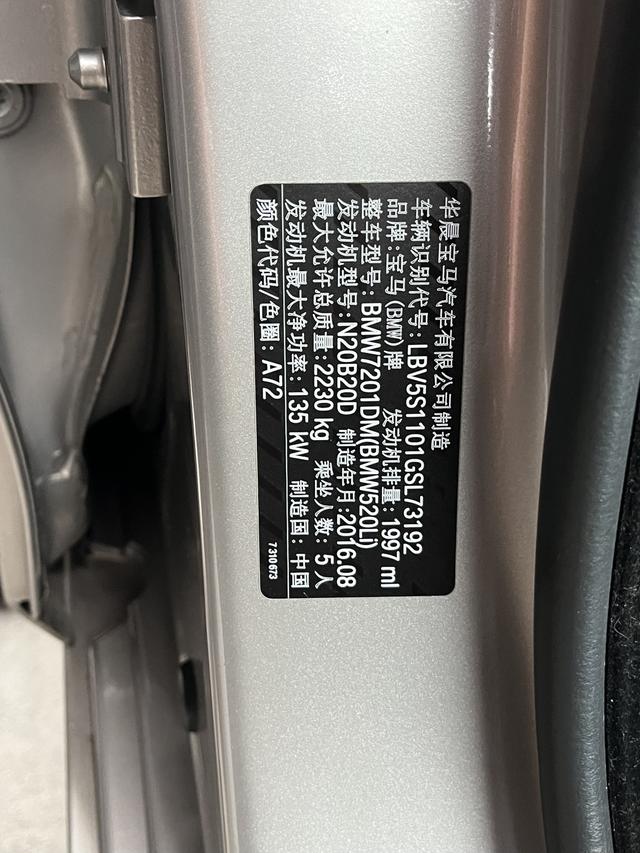 华晨宝马汽车有限公司制造
车辆识别代号: LBV5S1101GSL73192
品牌: 宝马(BMW)牌 发动机排量: 1997 ml
整车型号: BMW7201DM(BMW520Li)
发动机型号: N20B20D 制造年月: 2016.08
最大允许总质量: 2230 kg 乘坐人数: 5 人
发动机最大净功率: 135 kW 制造国: 中国
颜色代码/色圈: A72 7310673